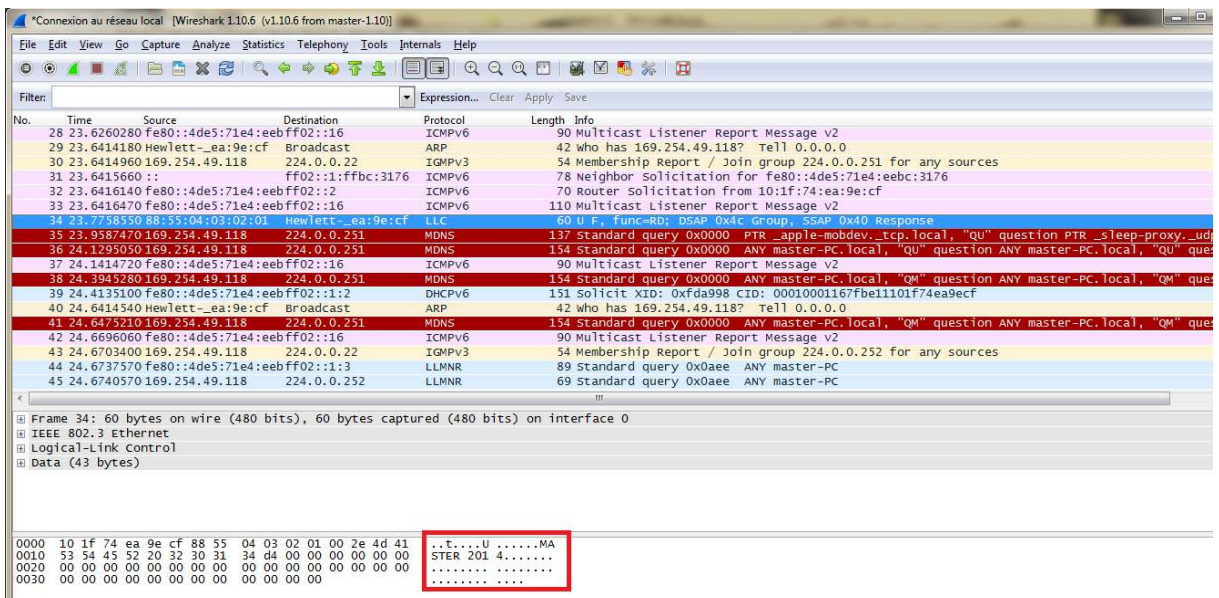 *Connexion au réseau local [Wireshark 1.10.6 (v1.10.6 from master-1.10)]
File Edit View Go Capture Analyze Statistics Telephony Tools Internals Help
Filter: Expression... Clear Apply Save
No. Time Source Destination Protocol Length Info
28 23.6260280 fe80::4de5:71e4:eeb ff02::16 ICMPv6 90 Multicast Listener Report Message v2
29 23.6414180 Hewlett-_ea:9e:cf Broadcast ARP 42 Who has 169.254.49.118? Tell 0.0.0.0
30 23.6414960 169.254.49.118 224.0.0.22 IGMPv3 54 Membership Report / Join group 224.0.0.251 for any sources
31 23.6415660 :: ff02::1:ffbc:3176 ICMPv6 78 Neighbor Solicitation for fe80::4de5:71e4:eebc:3176
32 23.6416140 fe80::4de5:71e4:eeb ff02::2 ICMPv6 70 Router Solicitation from 10:1f:74:ea:9e:cf
33 23.6416470 fe80::4de5:71e4:eeb ff02::16 ICMPv6 110 Multicast Listener Report Message v2
34 23.7758550 88:55:04:03:02:01 Hewlett-_ea:9e:cf LLC 60 U F, func=RD; DSAP 0x4c Group, SSAP 0x40 Response
35 23.9587470 169.254.49.118 224.0.0.251 MDNS 137 Standard query 0x0000 PTR _apple-mobdev._tcp.local, "QU" question PTR _sleep-proxy._udp
36 24.1295050 169.254.49.118 224.0.0.251 MDNS 154 Standard query 0x0000 ANY master-PC.local, "QU" question ANY master-PC.local, "QU" ques
37 24.1414720 fe80::4de5:71e4:eeb ff02::16 ICMPv6 90 Multicast Listener Report Message v2
38 24.3945280 169.254.49.118 224.0.0.251 MDNS 154 Standard query 0x0000 ANY master-PC.local, "QM" question ANY master-PC.local, "QM" ques
39 24.4135100 fe80::4de5:71e4:eeb ff02::1:2 DHCPv6 151 Solicit XID: 0xfda998 CID: 00010001167fbe11101f74ea9ecf
40 24.6414540 Hewlett-_ea:9e:cf Broadcast ARP 42 Who has 169.254.49.118? Tell 0.0.0.0
41 24.6475210 169.254.49.118 224.0.0.251 MDNS 154 Standard query 0x0000 ANY master-PC.local, "QM" question ANY master-PC.local, "QM" ques
42 24.6696060 fe80::4de5:71e4:eeb ff02::16 ICMPv6 90 Multicast Listener Report Message v2
43 24.6703400 169.254.49.118 224.0.0.22 IGMPv3 54 Membership Report / Join group 224.0.0.252 for any sources
44 24.6737570 fe80::4de5:71e4:eeb ff02::1:3 LLMNR 89 Standard query 0x0aee ANY master-PC
45 24.6740570 169.254.49.118 224.0.0.252 LLMNR 69 Standard query 0x0aee ANY master-PC
Frame 34: 60 bytes on wire (480 bits), 60 bytes captured (480 bits) on interface 0
IEEE 802.3 Ethernet
Logical-Link Control
Data (43 bytes)
0000 10 1f 74 ea 9e cf 88 55 04 03 02 01 00 2e 4d 41 ..t....U ......MA
0010 53 54 45 52 20 32 30 31 34 d4 00 00 00 00 00 00 STER 201 4.......
0020 00 00 00 00 00 00 00 00 00 00 00 00 00 00 00 00 ........ ........
0030 00 00 00 00 00 00 00 00 00 00 00 00 ........ ....